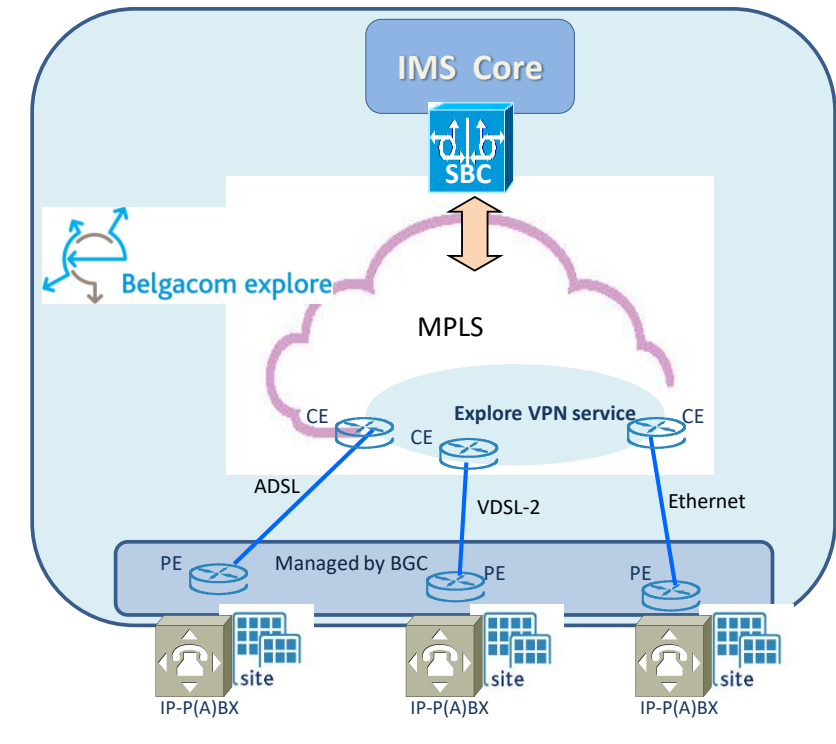 IMS Core
SBC
Belgacom explore
MPLS
Explore VPN service
CE
CE
CE
ADSL
VDSL-2
Ethernet
PE
Managed by BGC
PE
PE
site
site
site
IP-P(A)BX
IP-P(A)BX
IP-P(A)BX